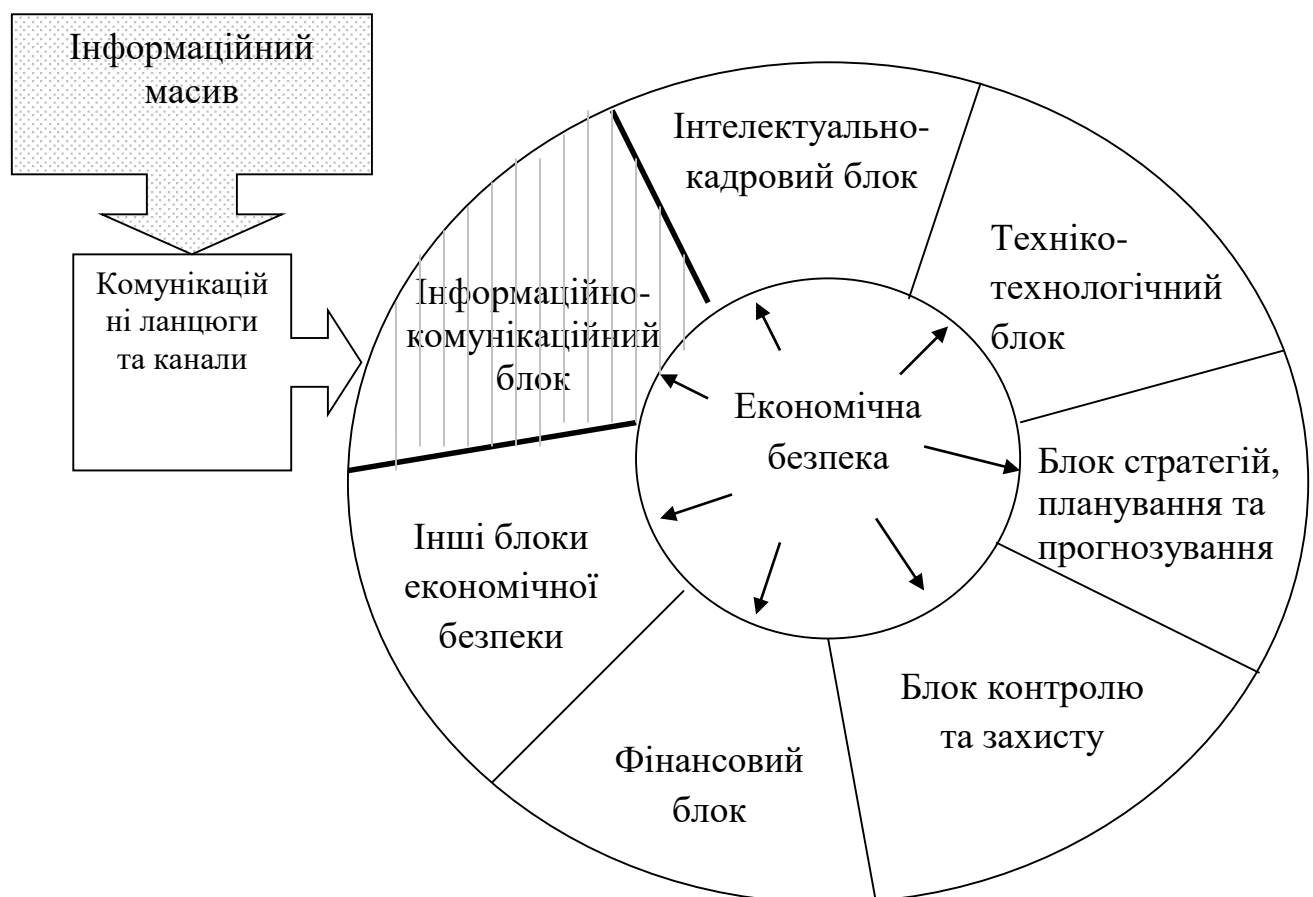 Інформаційний
масив
Комунікацій
ні ланцюги
та канали
Інформаційно-
комунікаційний
блок
Інтелектуально-
кадровий блок
Техніко-
технологічний
блок
Економічна
безпека
Блок стратегій,
планування та
прогнозування
Інші блоки
економічної
безпеки
Блок контролю
та захисту
Фінансовий
блок